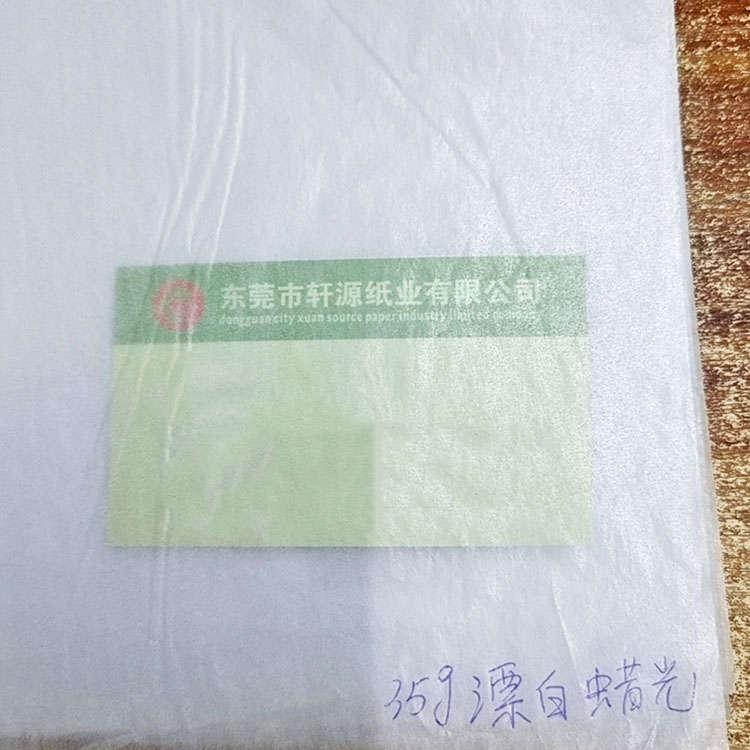 东莞市轩源纸业有限公司
dongguan city xuan source paper industry limited company
35g漂白蜡光